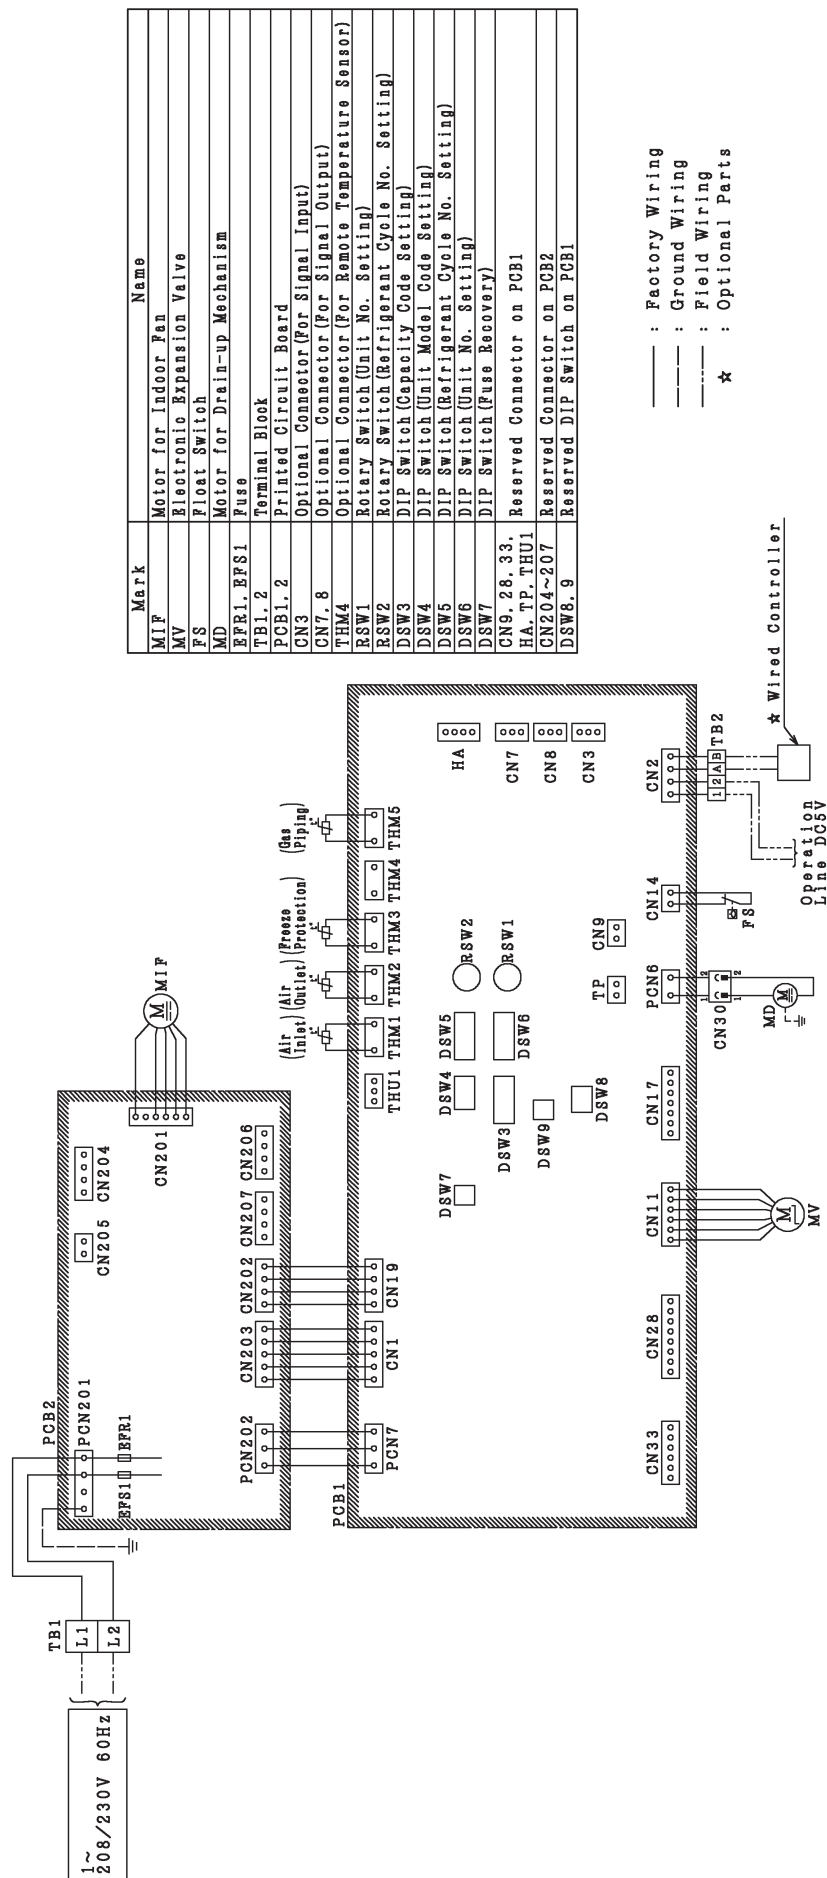 1~
208/230V 60Hz
TB1
L1
L2
PCB2
PCN201
EFS1
EFR1
CN205
CN204
CN201
MIF
M
PCN202
CN203
CN202
CN207
CN206
PCB1
PCN7
CN1
CN19
THU1
THM1
THM2
THM3
THM4
THM5
(Air Inlet)
(Air Outlet)
(Freeze Protection)
(Gas Piping)
DSW7
DSW4
DSW5
DSW3
DSW6
DSW9
DSW8
RSW2
RSW1
TP
CN9
HA
CN7
CN8
CN3
CN33
CN28
CN11
CN17
PCN6
CN14
CN2
M
MV
CN30
1 2
1 2
MD
M
FS
1 2 A B
TB2
Operation
Line DC5V
☆ Wired Controller
Mark Name
MIF Motor for Indoor Fan
MV Electronic Expansion Valve
FS Float Switch
MD Motor for Drain-up Mechanism
EFR1, EFS1 Fuse
TB1, 2 Terminal Block
PCB1, 2 Printed Circuit Board
CN3 Optional Connector(For Signal Input)
CN7, 8 Optional Connector(For Signal Output)
THM4 Optional Connector(For Remote Temperature Sensor)
RSW1 Rotary Switch(Unit No. Setting)
RSW2 Rotary Switch(Refrigerant Cycle No. Setting)
DSW3 DIP Switch(Capacity Code Setting)
DSW4 DIP Switch(Unit Model Code Setting)
DSW5 DIP Switch(Refrigerant Cycle No. Setting)
DSW6 DIP Switch(Unit No. Setting)
DSW7 DIP Switch(Fuse Recovery)
CN9, 28, 33,
HA, TP, THU1 Reserved Connector on PCB1
CN204~207 Reserved Connector on PCB2
DSW8, 9 Reserved DIP Switch on PCB1
: Factory Wiring
: Ground Wiring
: Field Wiring
☆ : Optional Parts